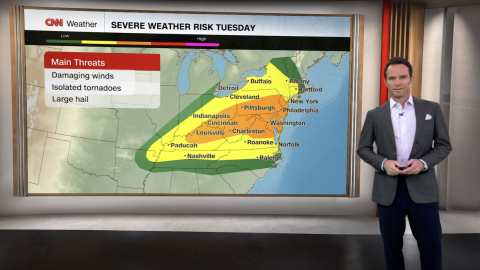 CNN Weather SEVERE WEATHER RISK TUESDAY
Low High
Main Threats
Damaging winds
Isolated tornadoes
Large hail
Buffalo Albany
Detroit Hartford
Cleveland New York
Pittsburgh
Philadelphia
Indianapolis
Cincinnati Washington
Louisville Charleston
Paducah Roanoke Norfolk
Nashville Raleigh